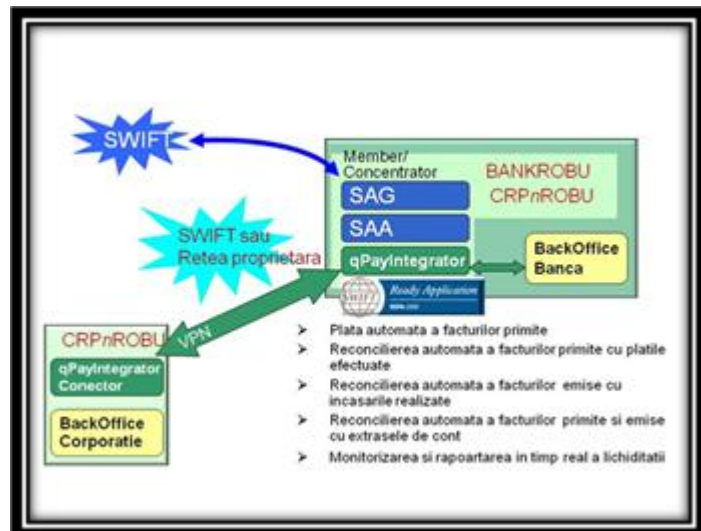 SWIFT
Member/
Concentrator
BANKROBU
CRPnROBU
SAG
SAA
qPayIntegrator
BackOffice
Banca
SWIFT sau
Retea proprietara
SWIFT
Ready Application
VPN
CRPnROBU
qPayIntegrator
Conector
BackOffice
Corporatie
➤ Plata automata a facturilor primite
➤ Reconcilierea automata a facturilor primite cu platile
efectuate
➤ Reconcilierea automata a facturilor emise cu
incasarile realizate
➤ Reconcilierea automata a facturilor primite si emise
cu extrasele de cont
➤ Monitorizarea si rapoartarea in timp real a lichiditatii